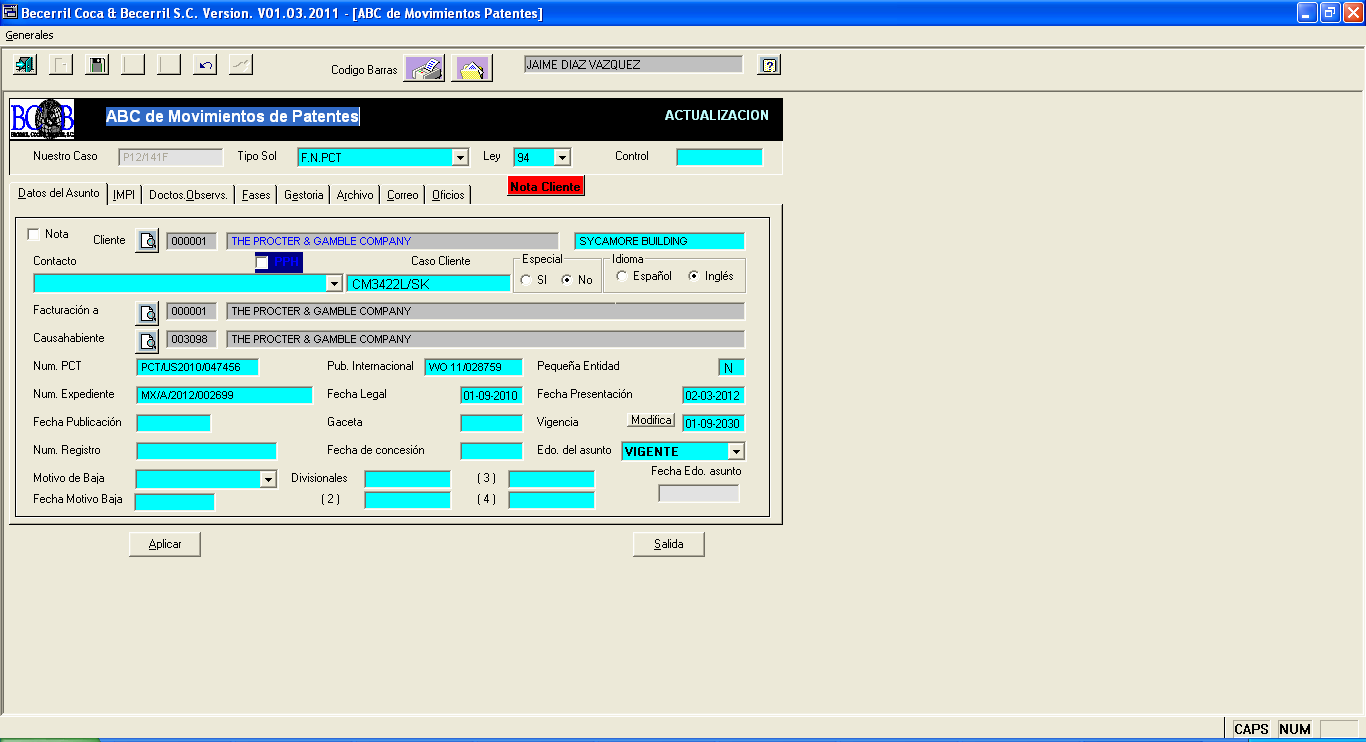 Becerril Coca & Becerril S.C. Version. V01.03.2011 - [ABC de Movimientos Patentes]
Generales
Codigo Barras
JAIME DIAZ VAZQUEZ
ABC de Movimientos de Patentes
ACTUALIZACION
Nuestro Caso P12/141F Tipo Sol F.N.PCT Ley 94 Control
Nota Cliente
Datos del Asunto IMPI Doctos.Observs. Fases Gestoria Archivo Correo Oficios
Nota Cliente 000001 THE PROCTER & GAMBLE COMPANY SYCAMORE BUILDING
Contacto PPH Caso Cliente Especial Idioma
CM3422L/SK SI No Español Inglés
Facturación a 000001 THE PROCTER & GAMBLE COMPANY
Causahabiente 003098 THE PROCTER & GAMBLE COMPANY
Num. PCT PCT/US2010/047456 Pub. Internacional WO 11/028759 Pequeña Entidad N
Num. Expediente MX/A/2012/002699 Fecha Legal 01-09-2010 Fecha Presentación 02-03-2012
Fecha Publicación Gaceta Vigencia Modifica 01-09-2030
Num. Registro Fecha de concesión Edo. del asunto VIGENTE
Motivo de Baja Divisionales ( 3 ) Fecha Edo. asunto
Fecha Motivo Baja ( 2 ) ( 4 )
Aplicar Salida
CAPS NUM